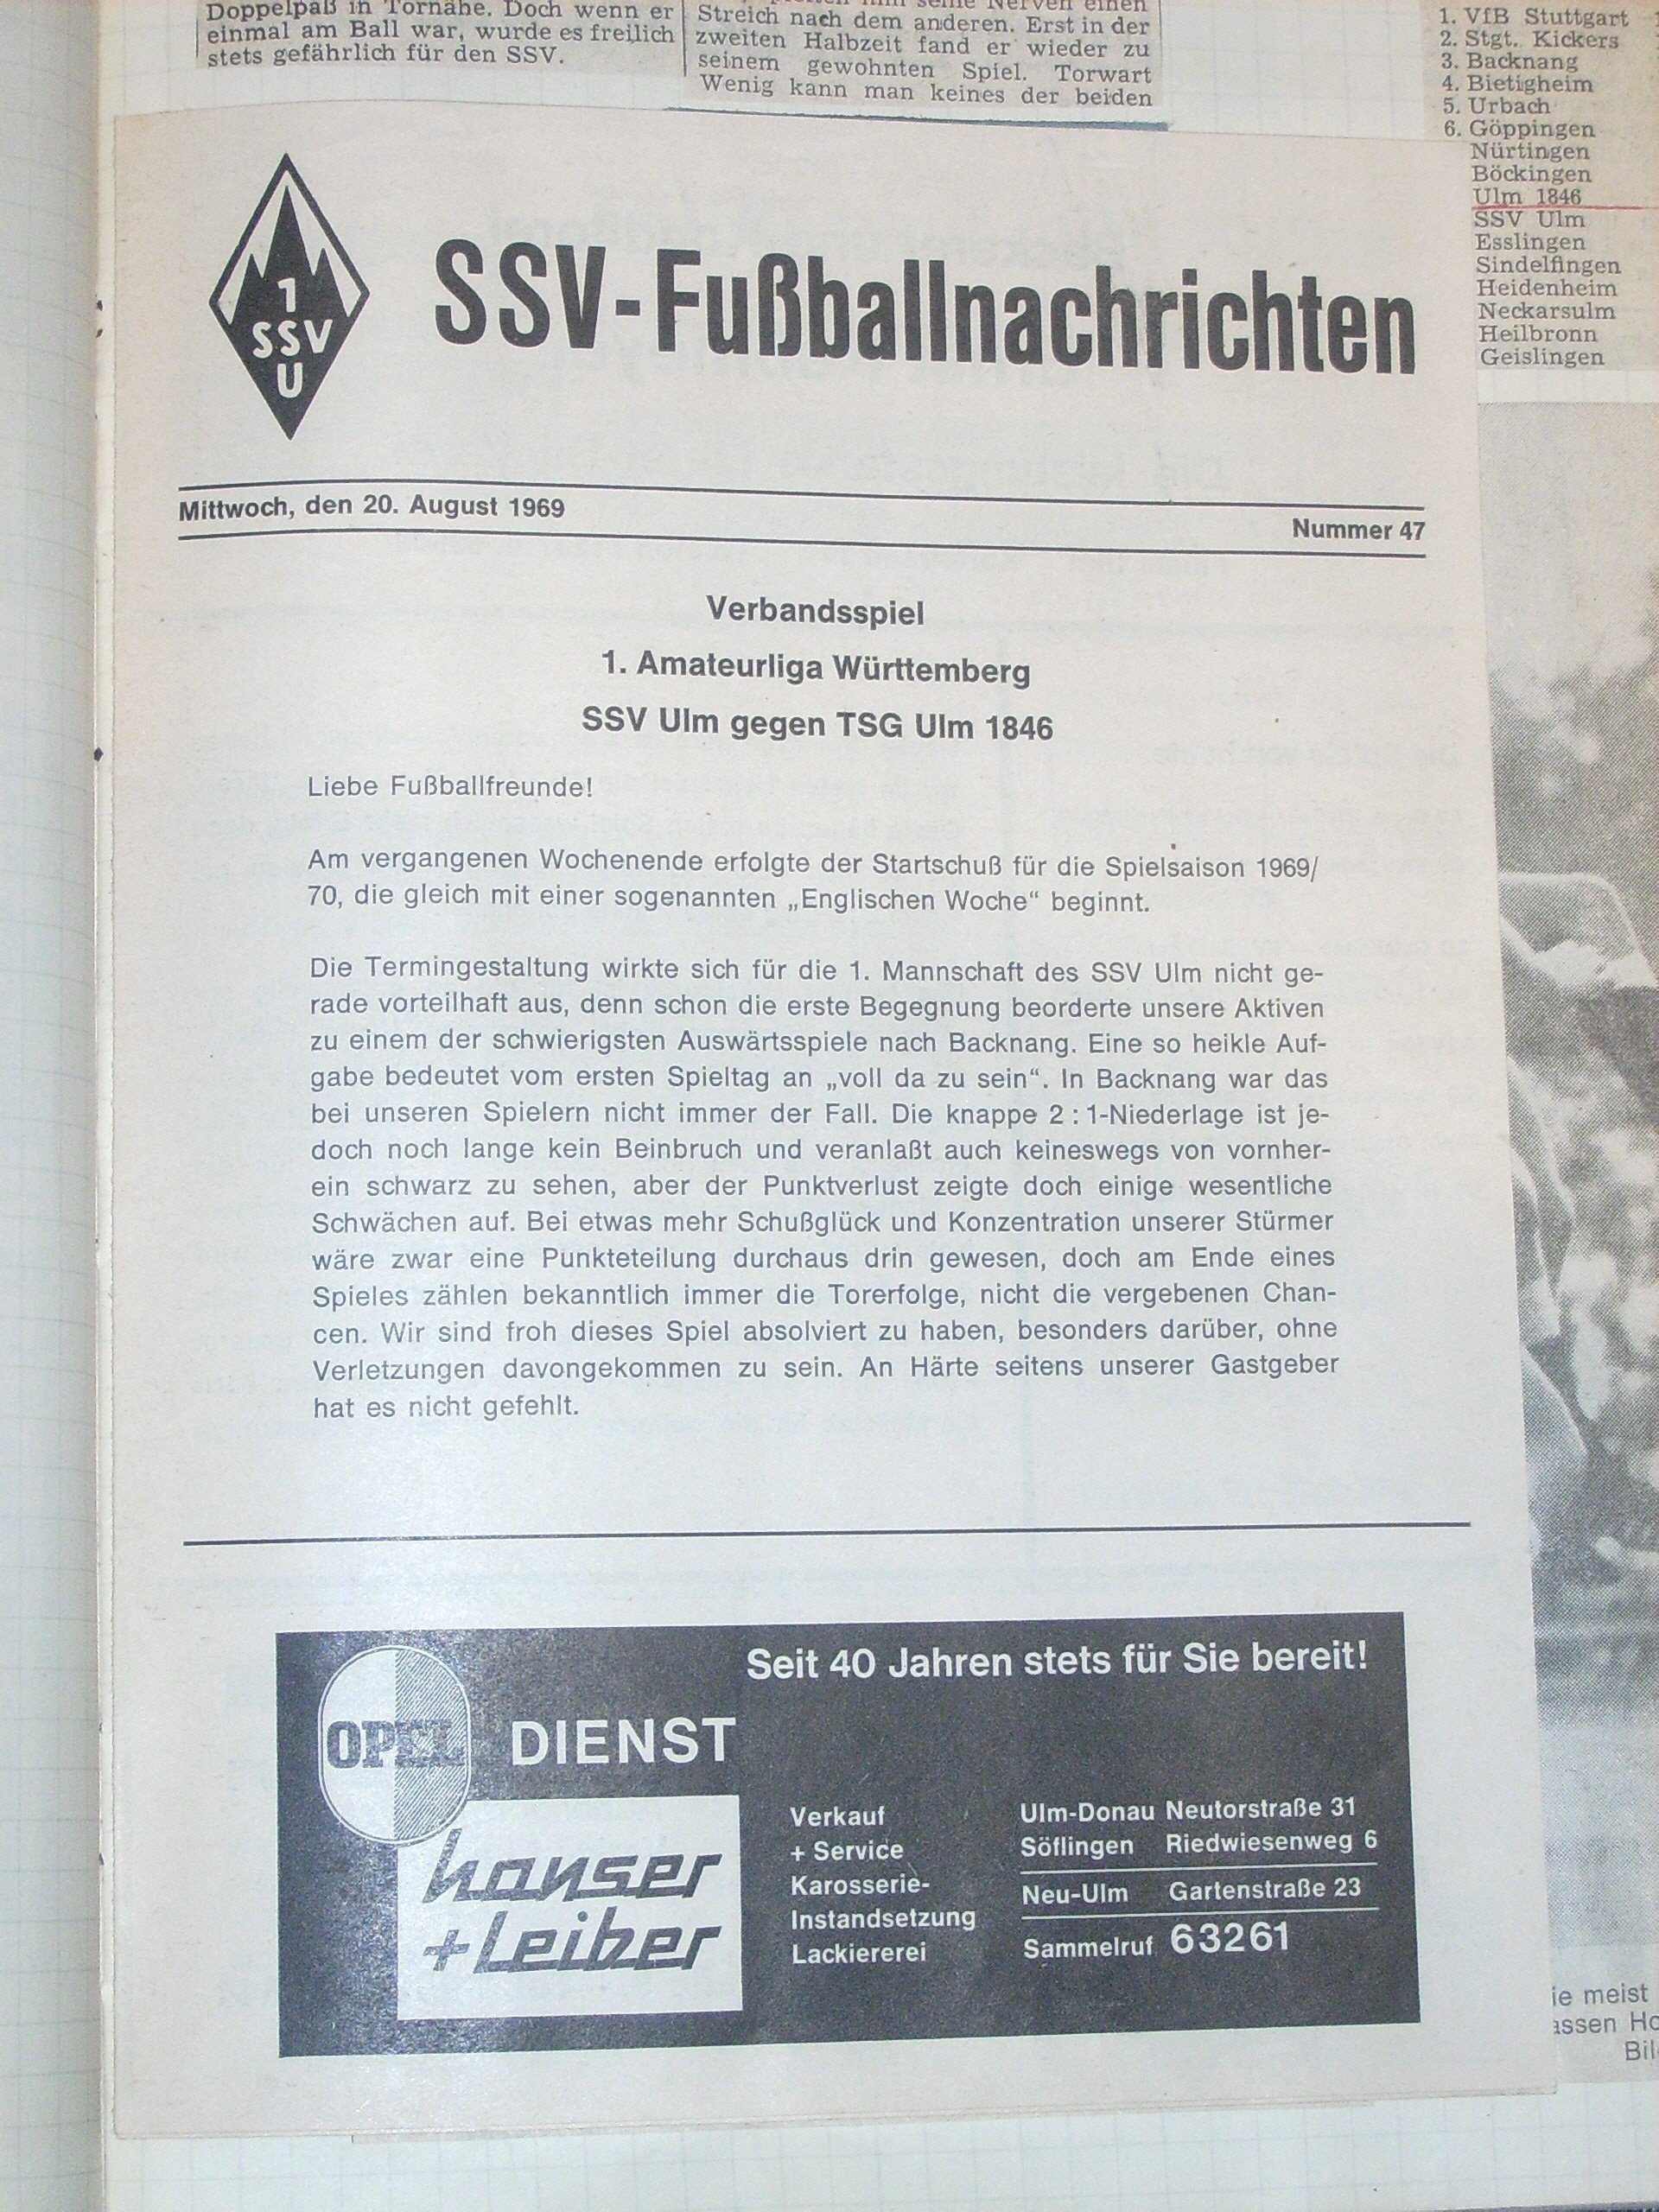 Doppelpaß in Tornähe. Doch wenn er
einmal am Ball war, wurde es freilich
stets gefährlich für den SSV.
seine Nerven einen
Streich nach dem anderen. Erst in der
zweiten Halbzeit fand er wieder zu
seinem gewohnten Spiel. Torwart
Wenig kann man keines der beiden
1. VfB Stuttgart
2. Stgt. Kickers
3. Backnang
4. Bietigheim
5. Urbach
6. Göppingen
Nürtingen
Böckingen
Ulm 1846
SSV Ulm
Esslingen
Sindelfingen
Heidenheim
Neckarsulm
Heilbronn
Geislingen
1
SSV
U
SSV-Fußballnachrichten
Mittwoch, den 20. August 1969
Nummer 47
Verbandsspiel
1. Amateurliga Württemberg
SSV Ulm gegen TSG Ulm 1846
Liebe Fußballfreunde!
Am vergangenen Wochenende erfolgte der Startschuß für die Spielsaison 1969/
70, die gleich mit einer sogenannten „Englischen Woche“ beginnt.
Die Termingestaltung wirkte sich für die 1. Mannschaft des SSV Ulm nicht ge-
rade vorteilhaft aus, denn schon die erste Begegnung beorderte unsere Aktiven
zu einem der schwierigsten Auswärtsspiele nach Backnang. Eine so heikle Auf-
gabe bedeutet vom ersten Spieltag an „voll da zu sein“. In Backnang war das
bei unseren Spielern nicht immer der Fall. Die knappe 2 : 1-Niederlage ist je-
doch noch lange kein Beinbruch und veranlaßt auch keineswegs von vornher-
ein schwarz zu sehen, aber der Punktverlust zeigte doch einige wesentliche
Schwächen auf. Bei etwas mehr Schußglück und Konzentration unserer Stürmer
wäre zwar eine Punkteteilung durchaus drin gewesen, doch am Ende eines
Spieles zählen bekanntlich immer die Torerfolge, nicht die vergebenen Chan-
cen. Wir sind froh dieses Spiel absolviert zu haben, besonders darüber, ohne
Verletzungen davongekommen zu sein. An Härte seitens unserer Gastgeber
hat es nicht gefehlt.
Seit 40 Jahren stets für Sie bereit!
OPEL DIENST
hauser
+Leiber
Verkauf
+ Service
Karosserie-
Instandsetzung
Lackiererei
Ulm-Donau Neutorstraße 31
Söflingen Riedwiesenweg 6
Neu-Ulm Gartenstraße 23
Sammelruf 63261
ie meist
assen